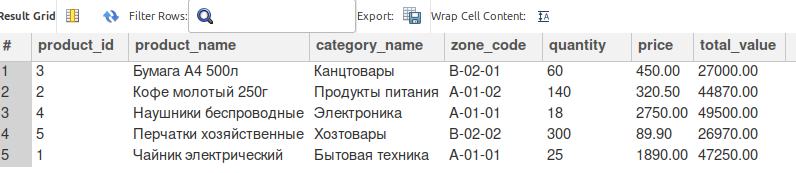 Result Grid Filter Rows: Export: Wrap Cell Content: IA
# product_id product_name category_name zone_code quantity price total_value
1 3 Бумага А4 500л Канцтовары B-02-01 60 450.00 27000.00
2 2 Кофе молотый 250г Продукты питания A-01-02 140 320.50 44870.00
3 4 Наушники беспроводные Электроника A-01-01 18 2750.00 49500.00
4 5 Перчатки хозяйственные Хозтовары B-02-02 300 89.90 26970.00
5 1 Чайник электрический Бытовая техника A-01-01 25 1890.00 47250.00